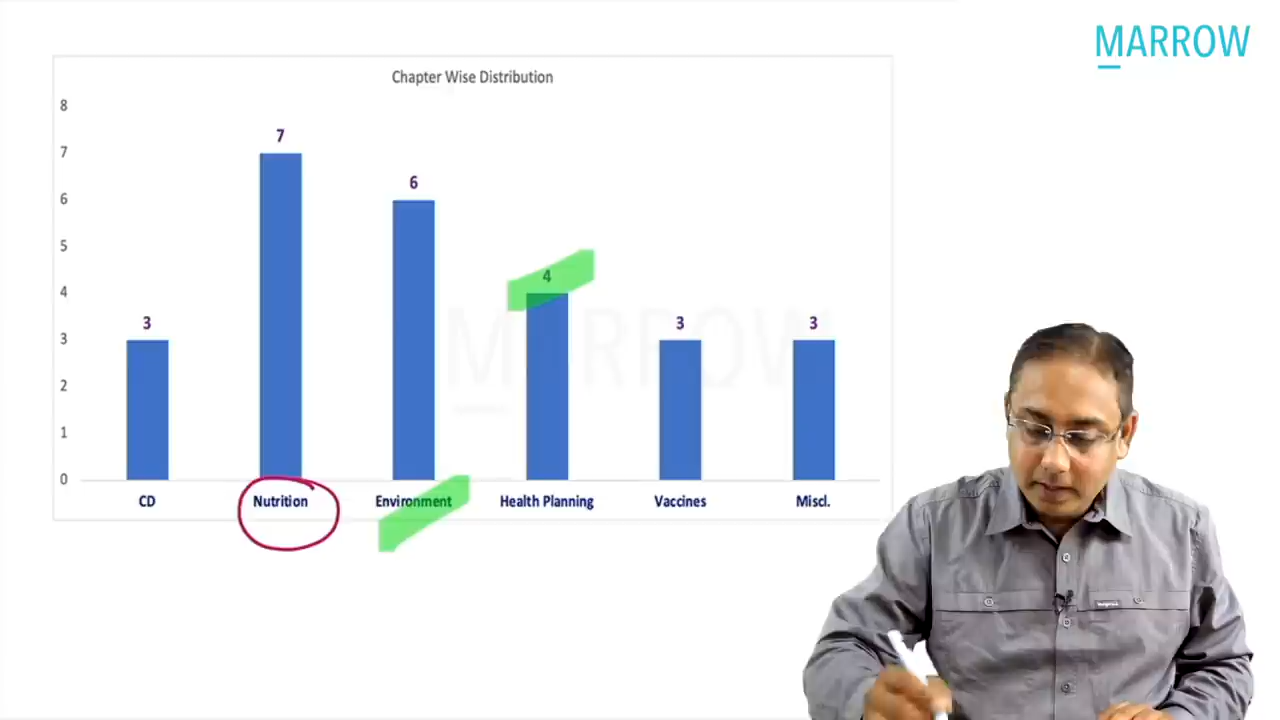 MARROW
Chapter Wise Distribution
8
7
6
5
4
3
2
1
0
3
7
6
4
3
3
CD
Nutrition
Environment
Health Planning
Vaccines
Miscl.
MARROW